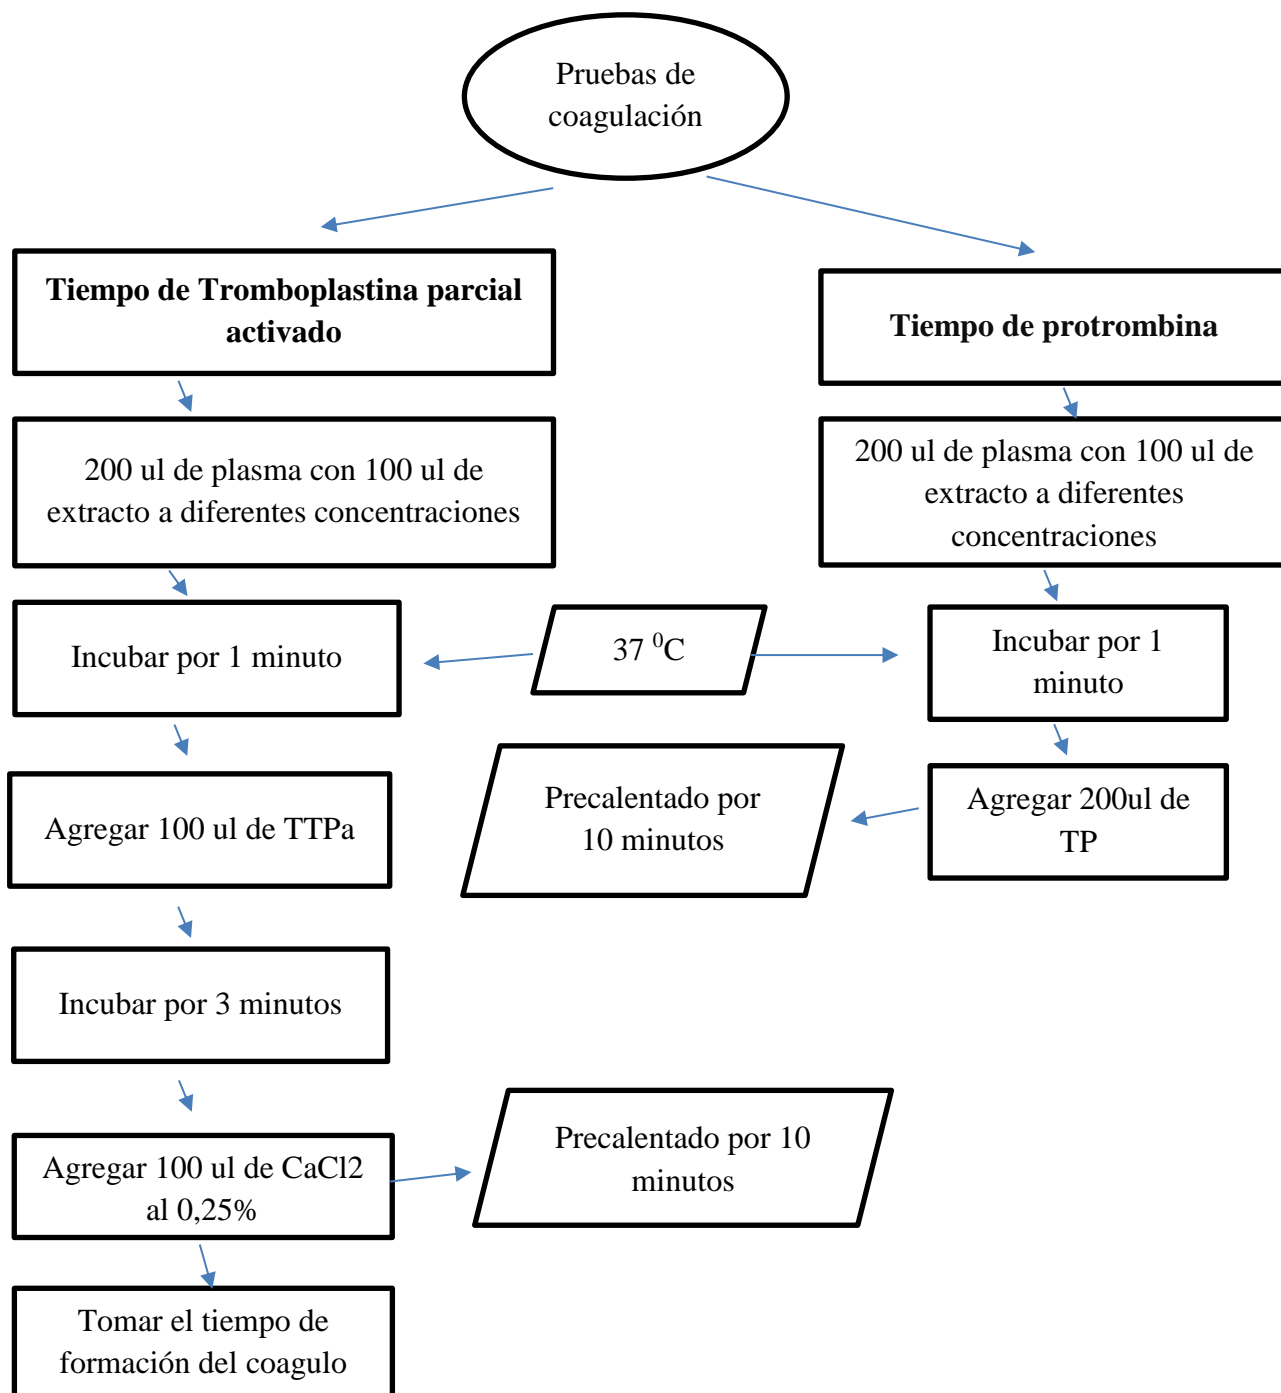 Pruebas de
coagulación
Tiempo de Tromboplastina parcial
activado
Tiempo de protrombina
200 ul de plasma con 100 ul de
extracto a diferentes concentraciones
200 ul de plasma con 100 ul de
extracto a diferentes
concentraciones
Incubar por 1 minuto
37 ⁰C
Incubar por 1
minuto
Agregar 100 ul de TTPa
Precalentado por
10 minutos
Agregar 200ul de
TP
Incubar por 3 minutos
Agregar 100 ul de CaCl2
al 0,25%
Precalentado por 10
minutos
Tomar el tiempo de
formación del coagulo